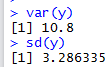 > var(y)
[1] 10.8
> sd(y)
[1] 3.286335